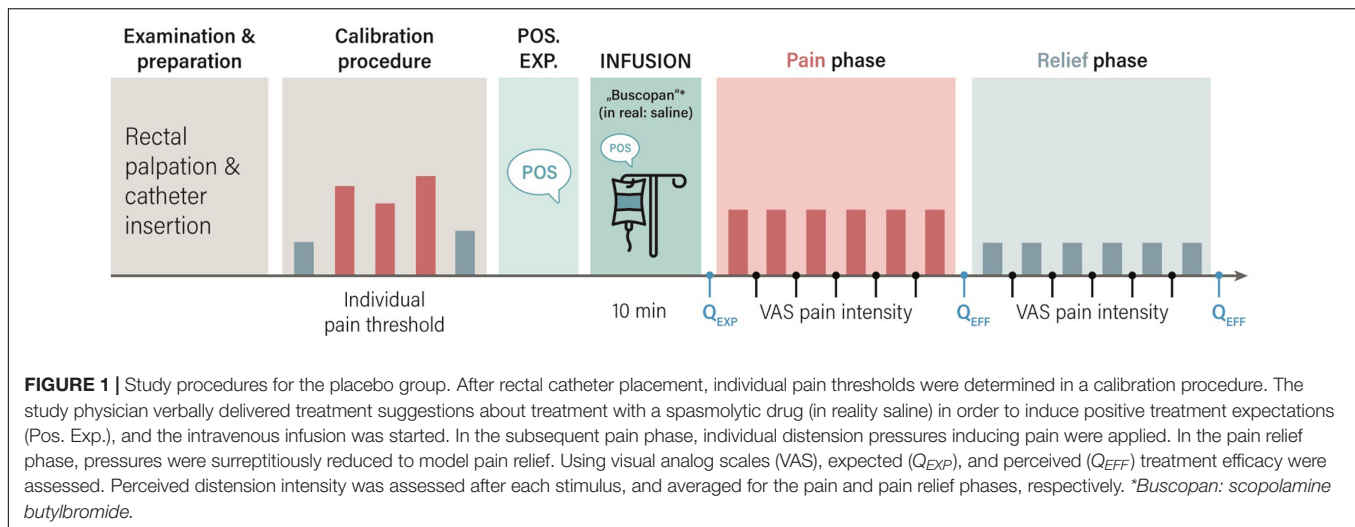 Examination &
preparation
Calibration
procedure
POS.
EXP.
INFUSION
Pain phase
Relief phase
Rectal
palpation &
catheter
insertion
POS
„Buscopan“*
(in real: saline)
POS
Individual
pain threshold
10 min
QEXP
VAS pain intensity
QEFF
VAS pain intensity
QEFF
FIGURE 1 | Study procedures for the placebo group. After rectal catheter placement, individual pain thresholds were determined in a calibration procedure. The
study physician verbally delivered treatment suggestions about treatment with a spasmolytic drug (in reality saline) in order to induce positive treatment expectations
(Pos. Exp.), and the intravenous infusion was started. In the subsequent pain phase, individual distension pressures inducing pain were applied. In the pain relief
phase, pressures were surreptitiously reduced to model pain relief. Using visual analog scales (VAS), expected (QEXP), and perceived (QEFF) treatment efficacy were
assessed. Perceived distension intensity was assessed after each stimulus, and averaged for the pain and pain relief phases, respectively. *Buscopan: scopolamine
butylbromide.